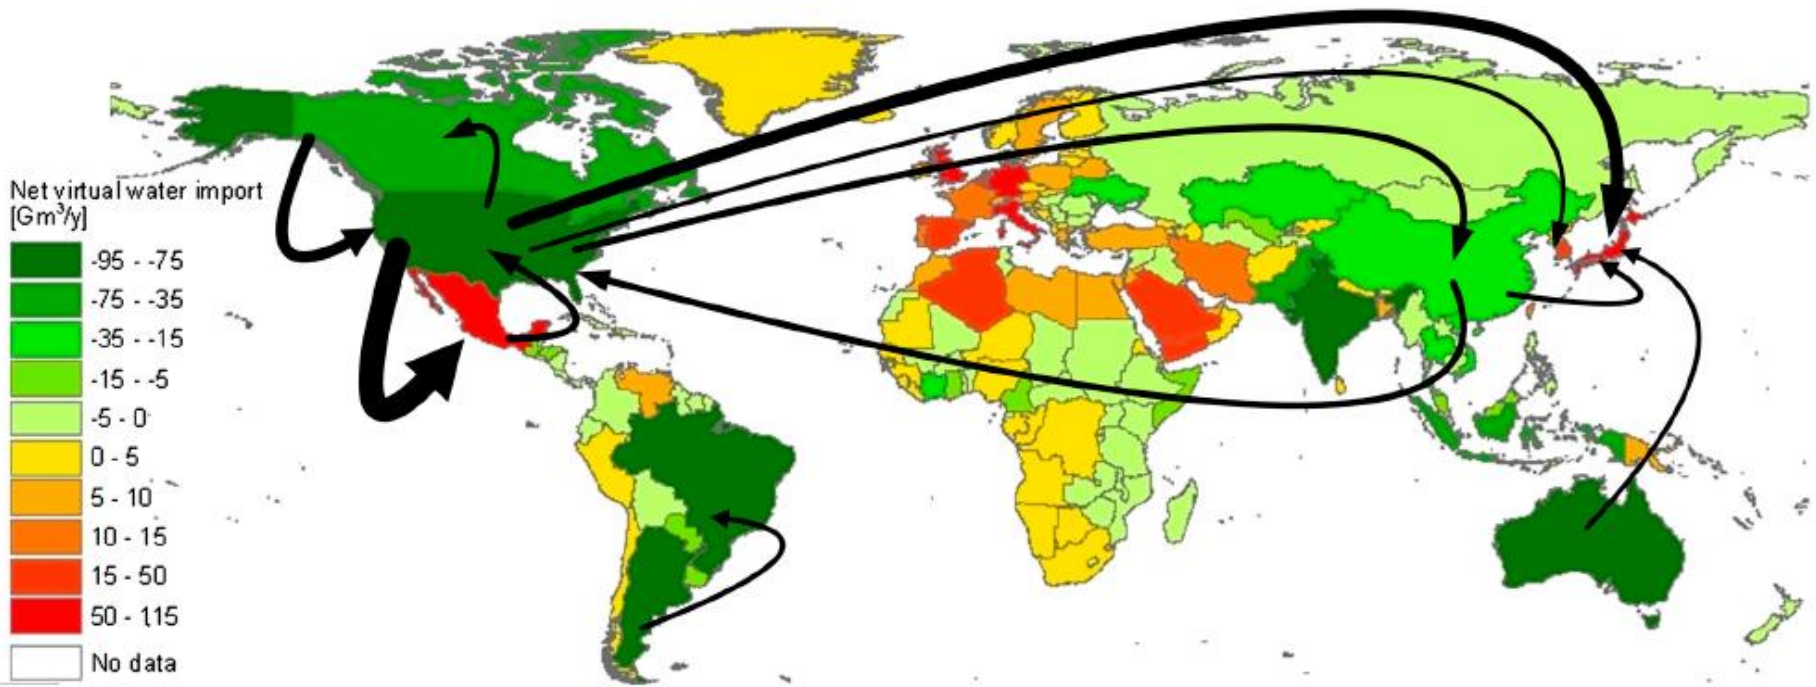 Net virtual water import
[Gm³/y]
-95 - -75
-75 - -35
-35 - -15
-15 - -5
-5 - 0
0 - 5
5 - 10
10 - 15
15 - 50
50 - 115
No data